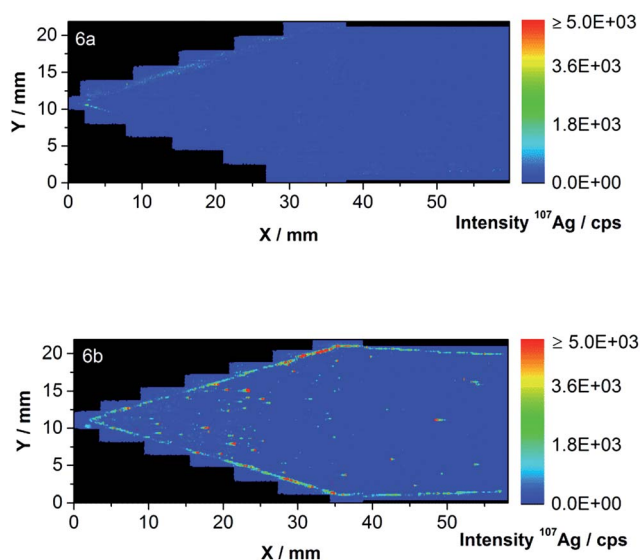 6a
Y / mm
20
15
10
5
0
0 10 20 30 40 50
X / mm
≥ 5.0E+03
3.6E+03
1.8E+03
0.0E+00
Intensity ¹⁰⁷Ag / cps
6b
Y / mm
20
15
10
5
0
0 10 20 30 40 50
X / mm
≥ 5.0E+03
3.6E+03
1.8E+03
0.0E+00
Intensity ¹⁰⁷Ag / cps